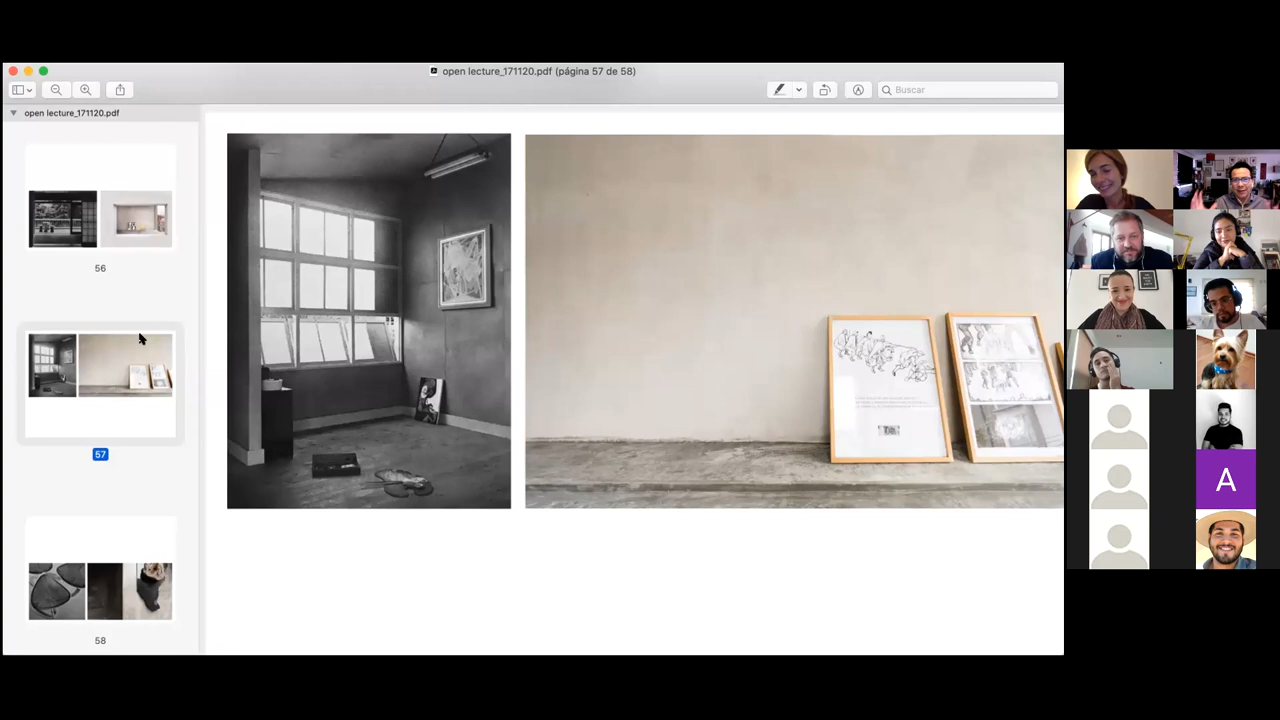 open lecture_171120.pdf (página 57 de 58)
Buscar
open lecture_171120.pdf
56
57
58
A